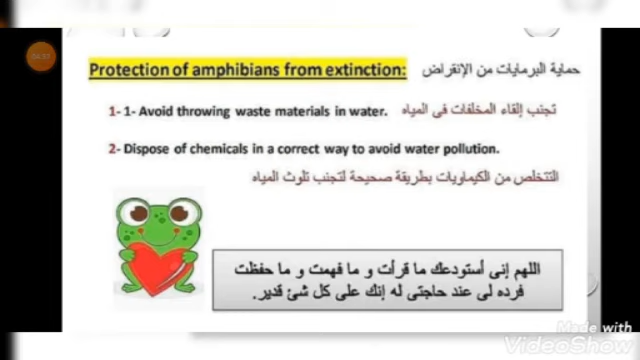 Protection of amphibians from extinction: حماية البرمايات من الإنقراض
1- 1- Avoid throwing waste materials in water. تجنب إلقاء المخلفات فى المياه
2- Dispose of chemicals in a correct way to avoid water pollution.
التتخلص من الكيماويات بطريقة صحيحة لتجنب تلوث المياه
اللهم إنى أستودعك ما قرأت و ما فهمت و ما حفظت
فرده لى عند حاجتى له إنك على كل شئ قدير.
Made with
VideoShow